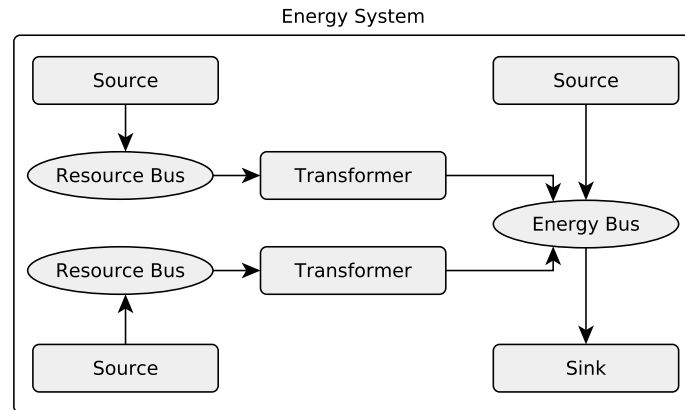 Energy System
Source
Source
Resource Bus
Transformer
Energy Bus
Resource Bus
Transformer
Source
Sink